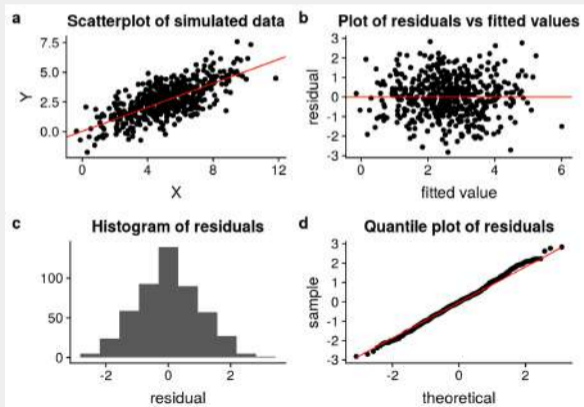 a Scatterplot of simulated data
7.5
5.0
2.5
0.0
Y
0 4 8 12
X
b Plot of residuals vs fitted values
3
2
1
0
-1
-2
-3
residual
0 2 4 6
fitted value
c Histogram of residuals
100
50
0
-2 0 2
residual
d Quantile plot of residuals
3
2
1
0
-1
-2
-3
sample
-2 0 2
theoretical